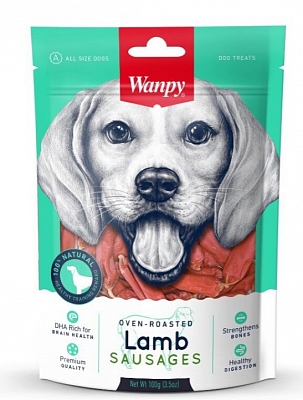 A ALL SIZE DOGS
DOG TREATS
Wanpy
100% NATURAL
OVEN-ROASTED
Lamb
SAUSAGES
DHA Rich for
BRAIN HEALTH
Premium
QUALITY
Strengthens
BONES
Healthy
DIGESTION
Net Wt 100g (3.5oz)